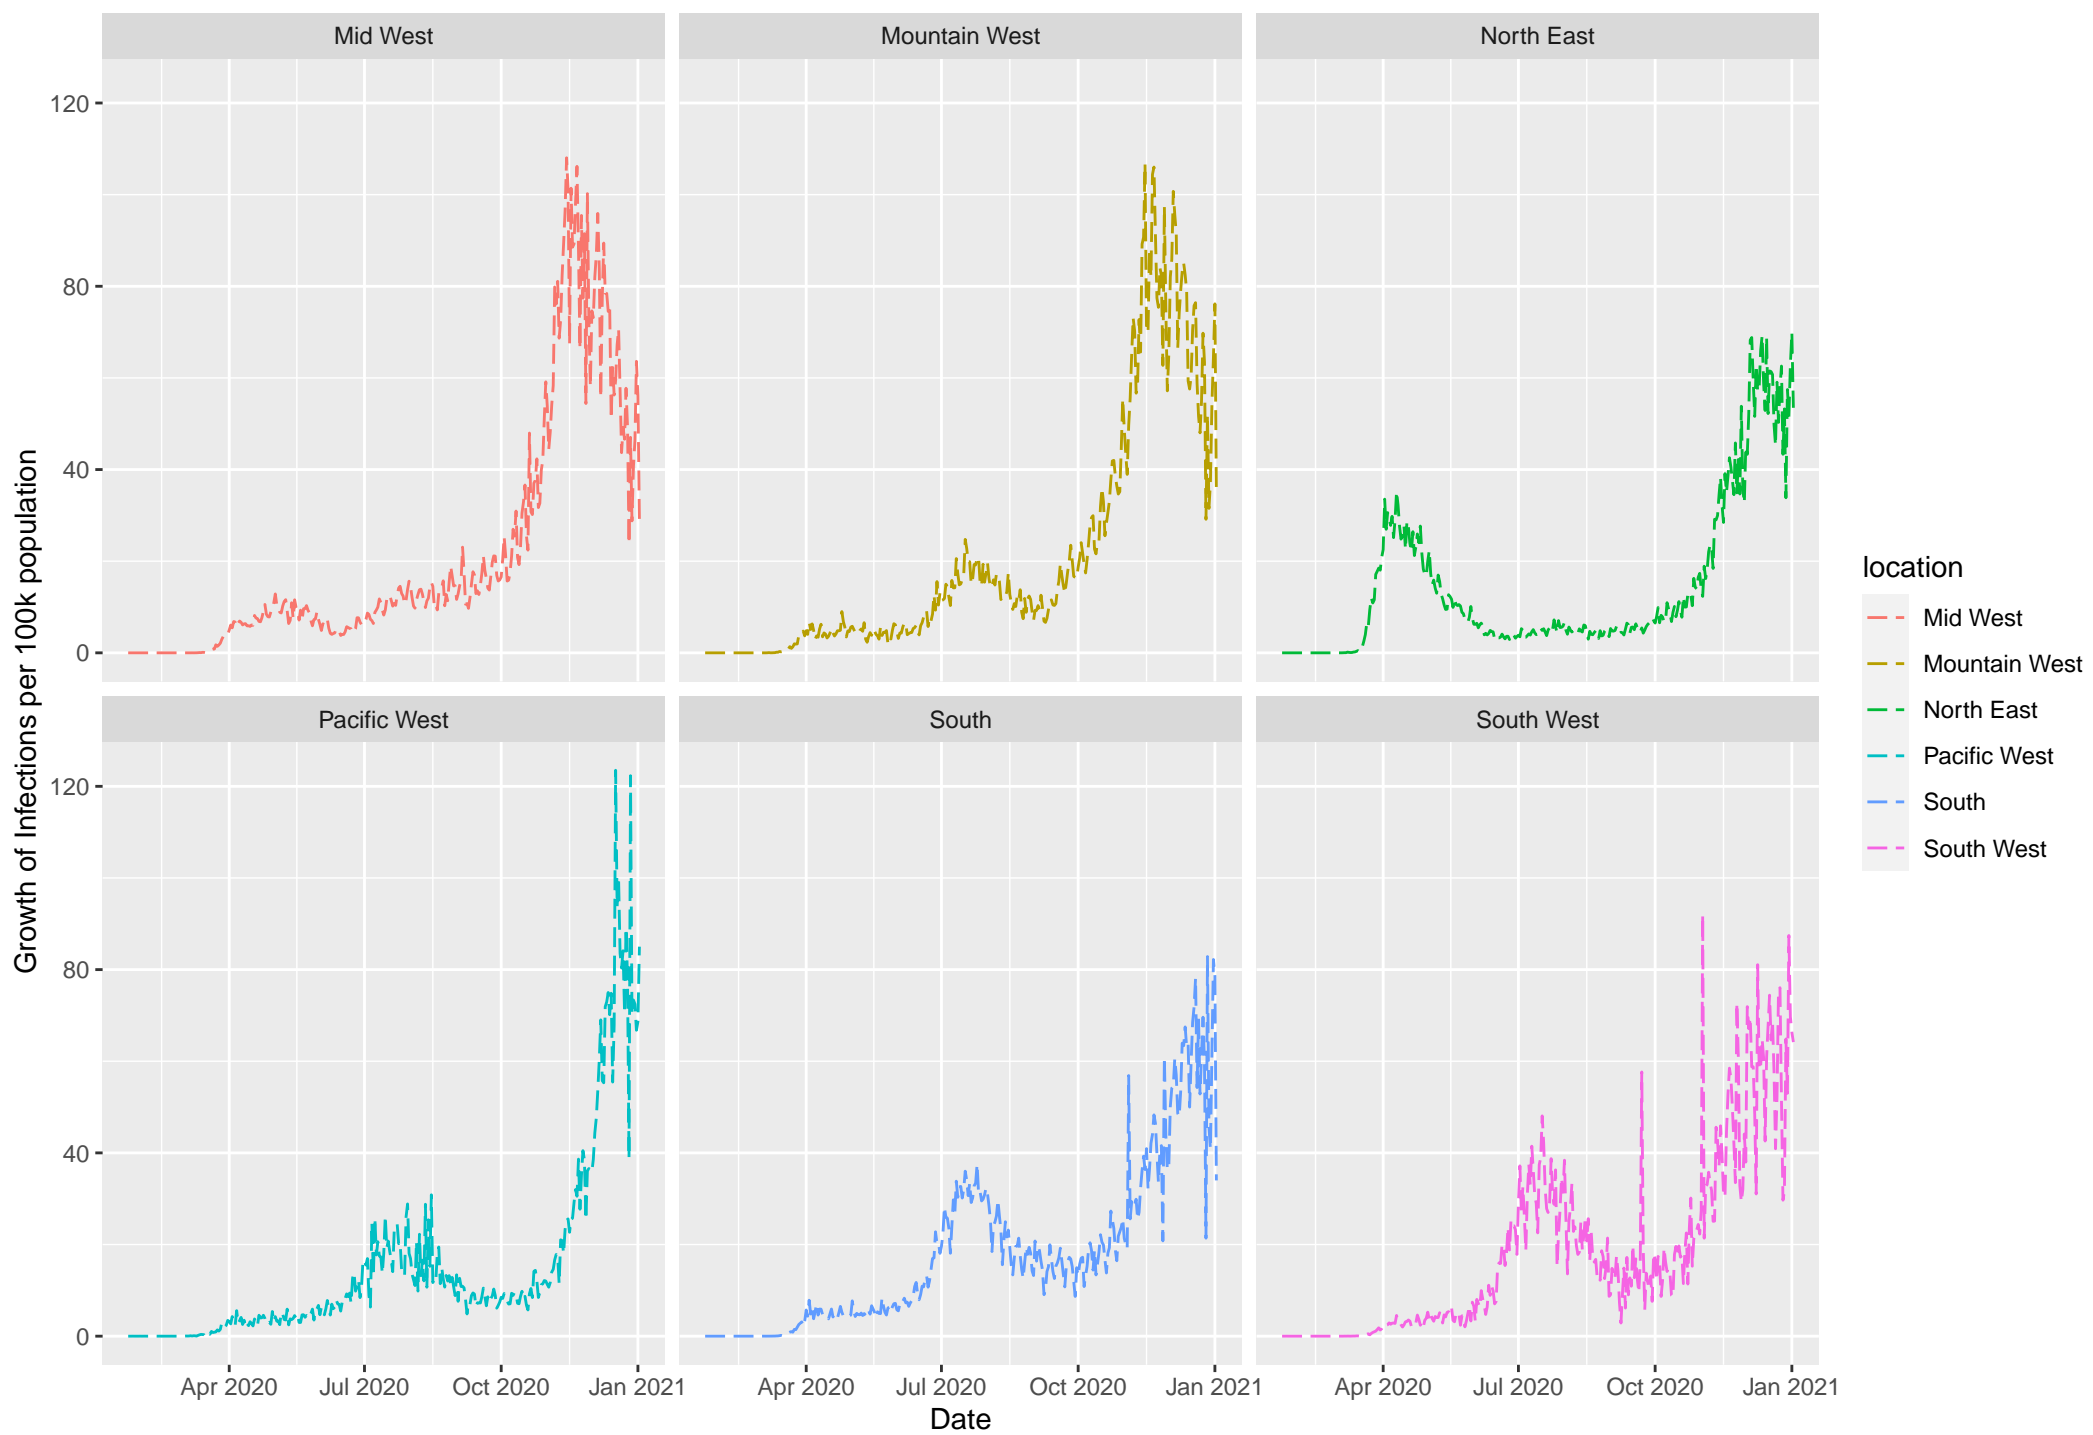 Mid West
Mountain West
North East
120
80
40
0
Pacific West
South
South West
120
80
40
0
Apr 2020
Jul 2020
Oct 2020
Jan 2021
Apr 2020
Jul 2020
Oct 2020
Jan 2021
Apr 2020
Jul 2020
Oct 2020
Jan 2021
Date
Growth of Infections per 100k population
location
Mid West
Mountain West
North East
Pacific West
South
South West